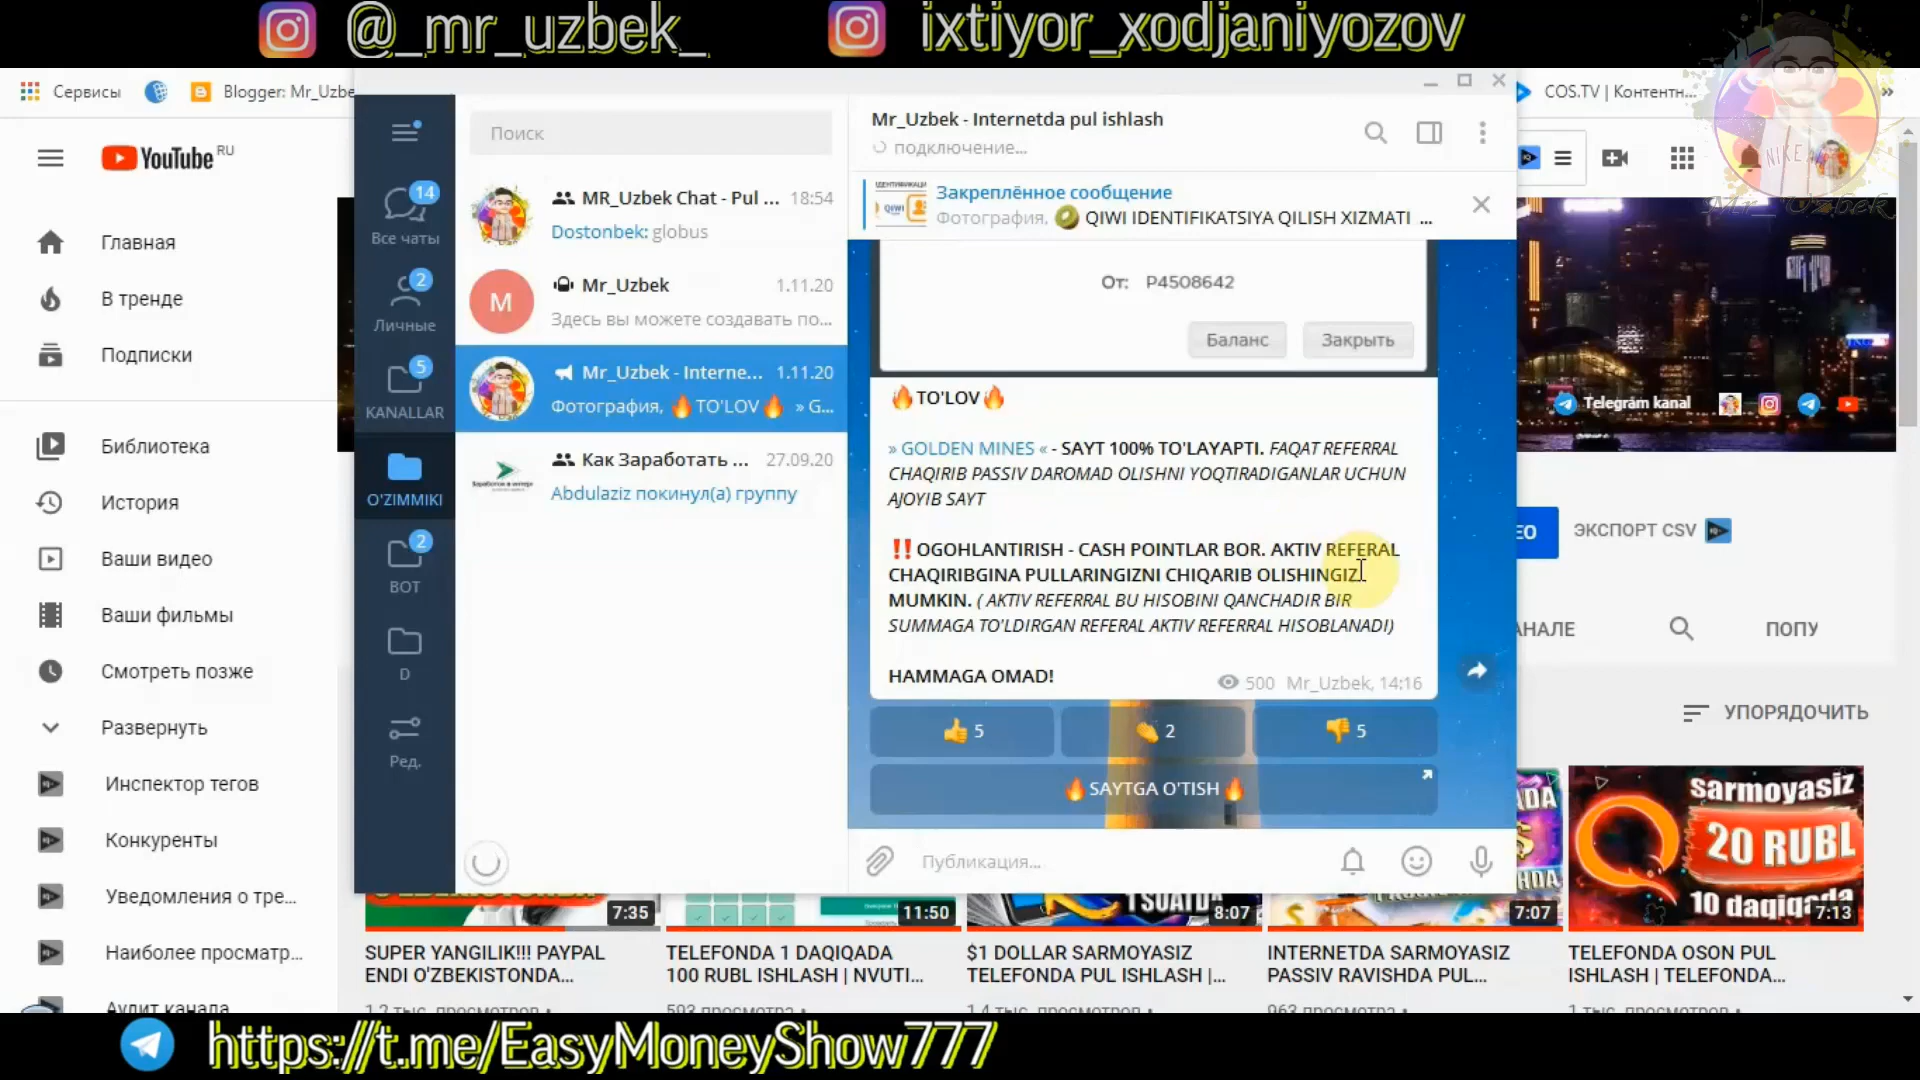 @_mr_uzbek_
ixtiyor_xodjaniyozov
Сервисы
Blogger: Mr_Uzbe
COS.TV | Контентн...
YouTube RU
Главная
В тренде
Подписки
Библиотека
История
Ваши видео
Ваши фильмы
Смотреть позже
Развернуть
Инспектор тегов
Конкуренты
Уведомления о тре...
Наиболее просматр...
Аудит канала
14
Все чаты
2
Личные
5
KANALLAR
O'ZIMMIKI
2
BOT
D
Ред.
Поиск
MR_Uzbek Chat - Pul ... 18:54
Dostonbek: globus
M
Mr_Uzbek 1.11.20
Здесь вы можете создавать по...
Mr_Uzbek - Interne... 1.11.20
Фотография, 🔥TO'LOV🔥 » G...
Как Заработать ... 27.09.20
Abdulaziz покинул(а) группу
Mr_Uzbek - Internetda pul ishlash
подключение...
Закреплённое сообщение
Фотография, QIWI IDENTIFIKATSIYA QILISH XIZMATI ...
QIWI
От: P4508642
Баланс Закрыть
🔥TO'LOV🔥
» GOLDEN MINES « - SAYT 100% TO'LAYAPTI. FAQAT REFERRAL
CHAQIRIB PASSIV DAROMAD OLISHNI YOQTIRADIGANLAR UCHUN
AJOYIB SAYT
‼️OGOHLANTIRISH - CASH POINTLAR BOR. AKTIV REFERAL
CHAQIRIBGINA PULLARINGIZNI CHIQARIB OLISHINGIZ
MUMKIN. ( AKTIV REFERRAL BU HISOBINI QANCHADIR BIR
SUMMAGA TO'LDIRGAN REFERAL AKTIV REFERRAL HISOBLANADI)
HAMMAGA OMAD!
500 Mr_Uzbek, 14:16
👍 5
👏 2
👎 5
🔥SAYTGA O'TISH🔥
Публикация...
NIKE
Mr_Uzbek
Telegram kanal
ЕО
ЭКСПОРТ CSV
АНАЛЕ
ПОПУ
УПОРЯДОЧИТЬ
sarmoyasiz
20 RUBL
10 daqiqada
7:35
11:50
8:07
7:07
7:13
SUPER YANGILIK!!! PAYPAL
ENDI O'ZBEKISTONDA...
TELEFONDA 1 DAQIQADA
100 RUBL ISHLASH | NVUTI...
$1 DOLLAR SARMOYASIZ
TELEFONDA PUL ISHLASH |...
INTERNETDA SARMOYASIZ
PASSIV RAVISHDA PUL...
TELEFONDA OSON PUL
ISHLASH | TELEFONDA...
https://t.me/EasyMoneyShow777